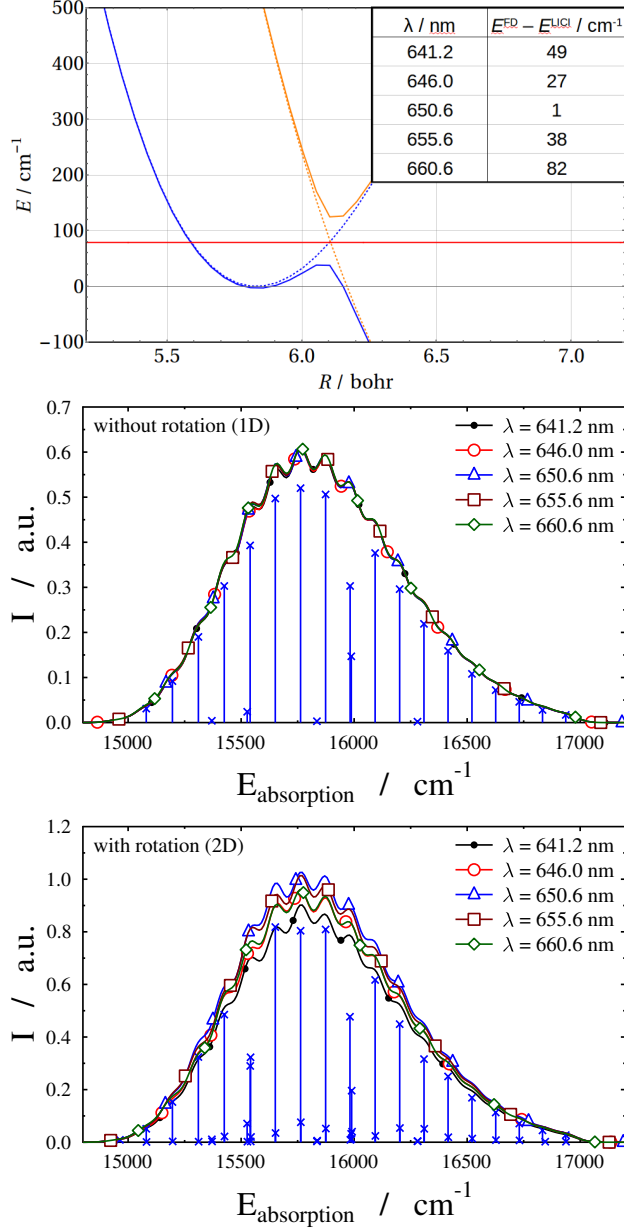 500
400
300
200
100
0
−100
E / cm⁻¹
5.5 6.0 6.5 7.0
R / bohr
λ / nm E^FD – E^LICI / cm⁻¹
641.2 49
646.0 27
650.6 1
655.6 38
660.6 82
without rotation (1D)
λ = 641.2 nm
λ = 646.0 nm
λ = 650.6 nm
λ = 655.6 nm
λ = 660.6 nm
0.7
0.6
0.5
0.4
0.3
0.2
0.1
0.0
I / a.u.
15000 15500 16000 16500 17000
E_absorption / cm⁻¹
with rotation (2D)
λ = 641.2 nm
λ = 646.0 nm
λ = 650.6 nm
λ = 655.6 nm
λ = 660.6 nm
1.2
1.0
0.8
0.6
0.4
0.2
0.0
I / a.u.
15000 15500 16000 16500 17000
E_absorption / cm⁻¹